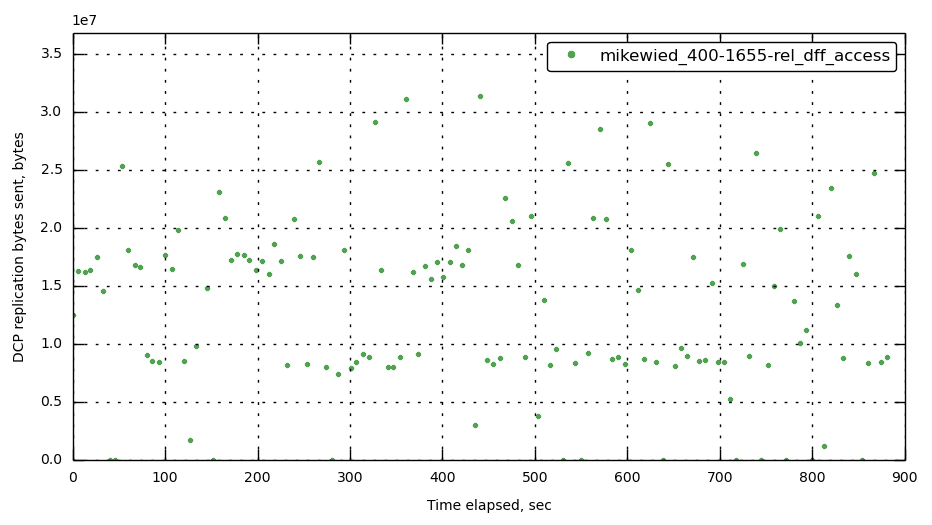 1e7
mikewied_400-1655-rel_dff_access
3.5
3.0
2.5
2.0
1.5
1.0
0.5
0.0
DCP replication bytes sent, bytes
0 100 200 300 400 500 600 700 800 900
Time elapsed, sec